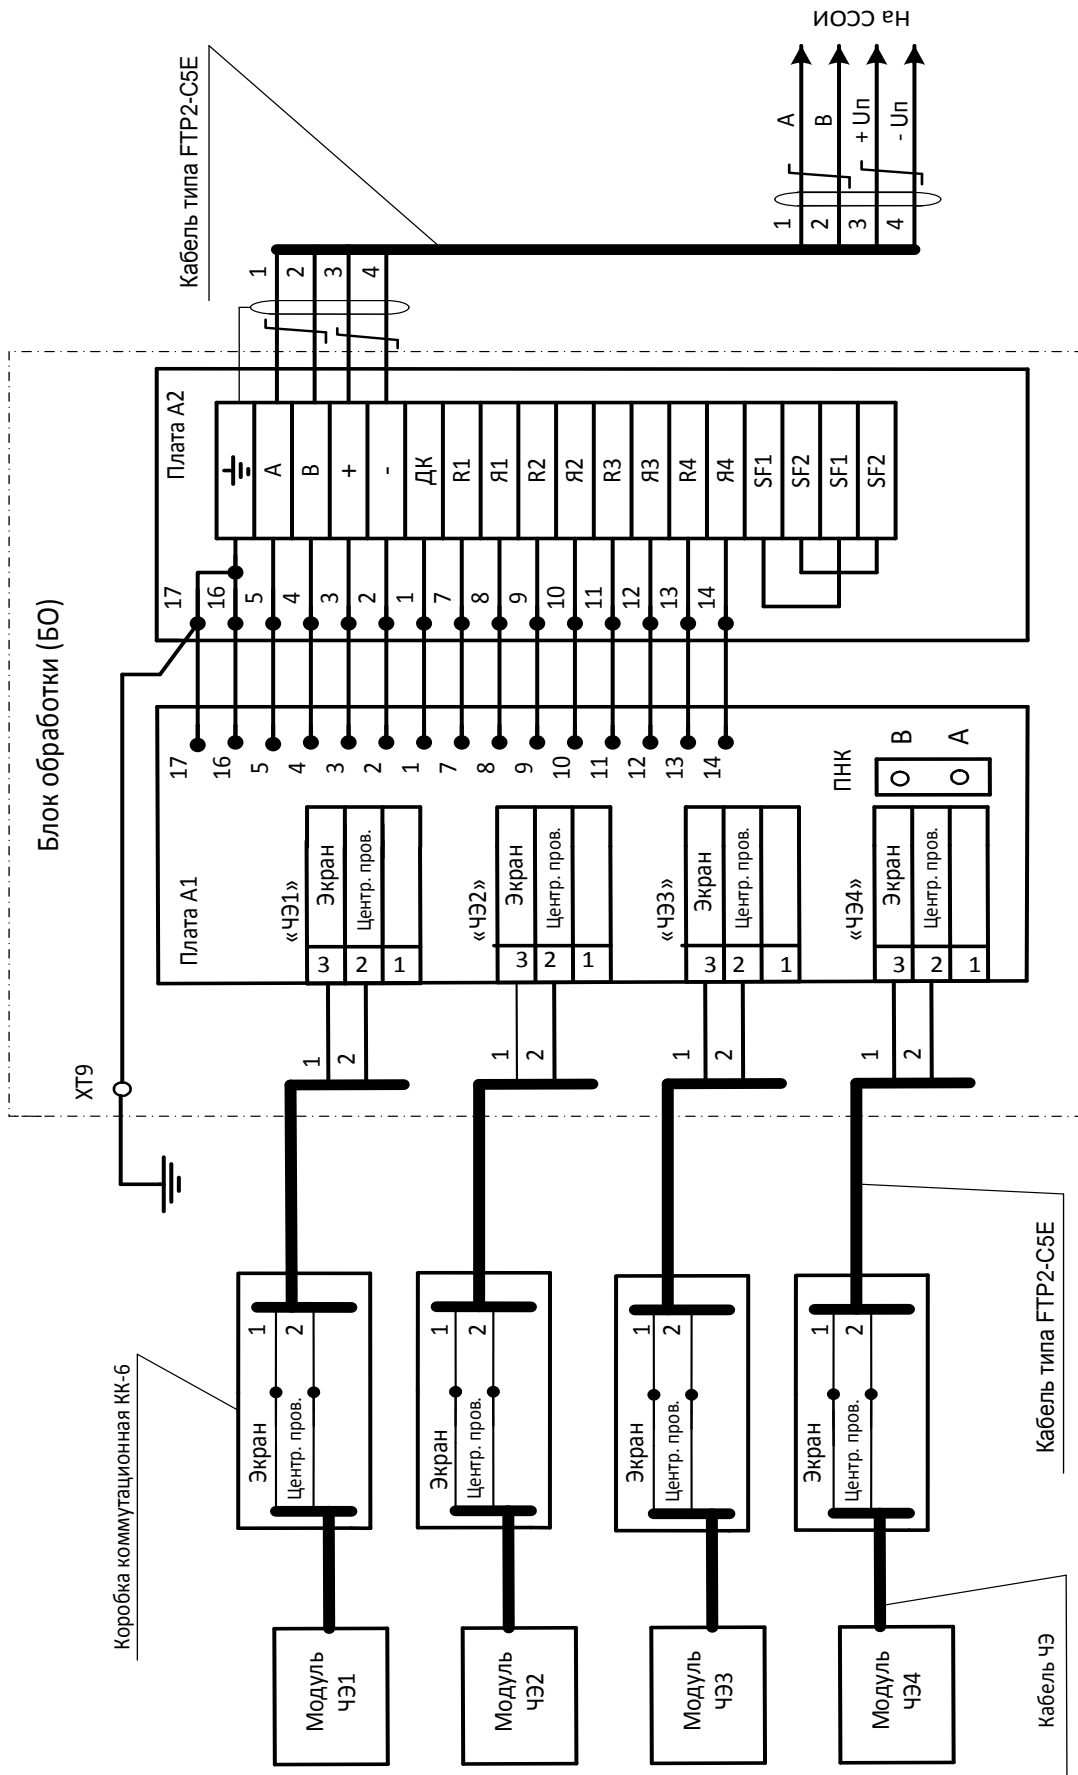 Блок обработки (БО)
XT9
Плата А1
Плата А2
«ЧЭ1»
3
Экран
2
Центр. пров.
1
«ЧЭ2»
3
Экран
2
Центр. пров.
1
«ЧЭ3»
3
Экран
2
Центр. пров.
1
«ЧЭ4»
3
Экран
2
Центр. пров.
1
ПНК
В
А
17
16
5
4
3
2
1
7
8
9
10
11
12
13
14
17
16
5
4
3
2
1
7
8
9
10
11
12
13
14
А
В
+
-
ДК
R1
Я1
R2
Я2
R3
Я3
R4
Я4
SF1
SF2
SF1
SF2
1
2
3
4
Кабель типа FTP2-C5E
1
2
3
4
А
В
+ Uп
- Uп
На ССОИ
1
2
1
2
1
2
1
2
Коробка коммутационная КК-6
Экран
1
Центр. пров.
2
Экран
1
Центр. пров.
2
Экран
1
Центр. пров.
2
Экран
1
Центр. пров.
2
Модуль
ЧЭ1
Модуль
ЧЭ2
Модуль
ЧЭ3
Модуль
ЧЭ4
Кабель ЧЭ
Кабель типа FTP2-C5E